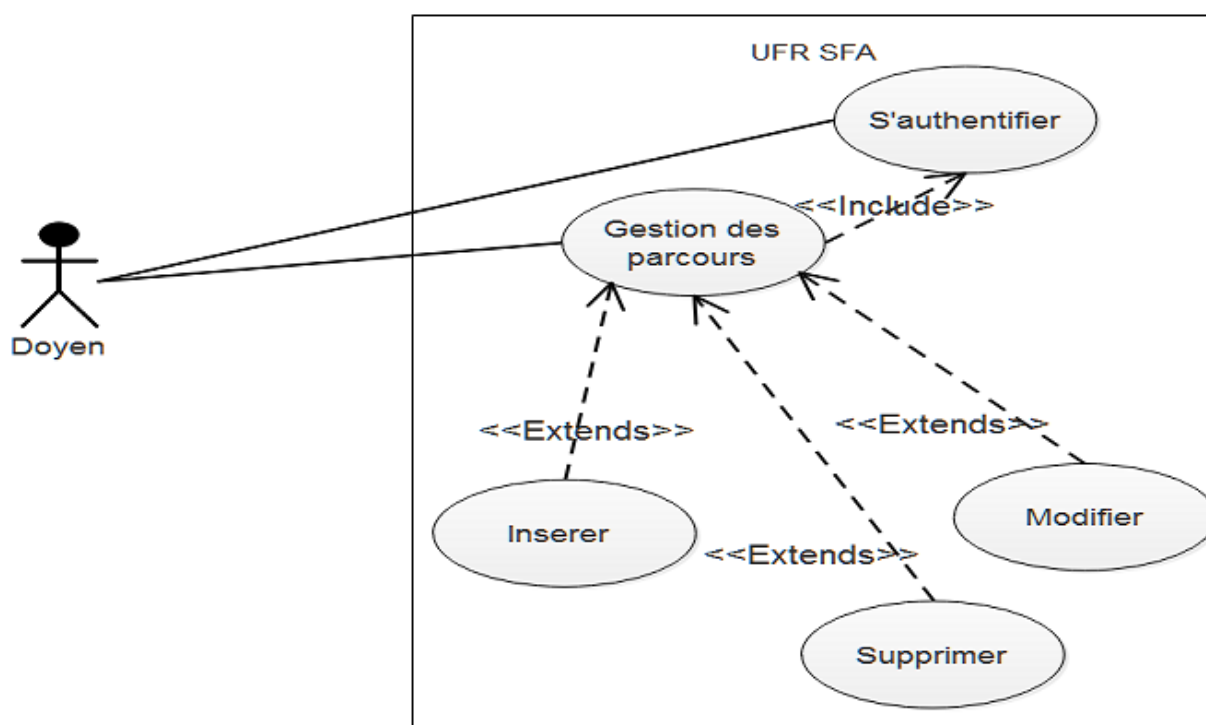 UFR SFA
S'authentifier
<<Include>>
Gestion des
parcours
Doyen
<<Extends>>
<<Extends>>
Inserer
Modifier
<<Extends>>
Supprimer